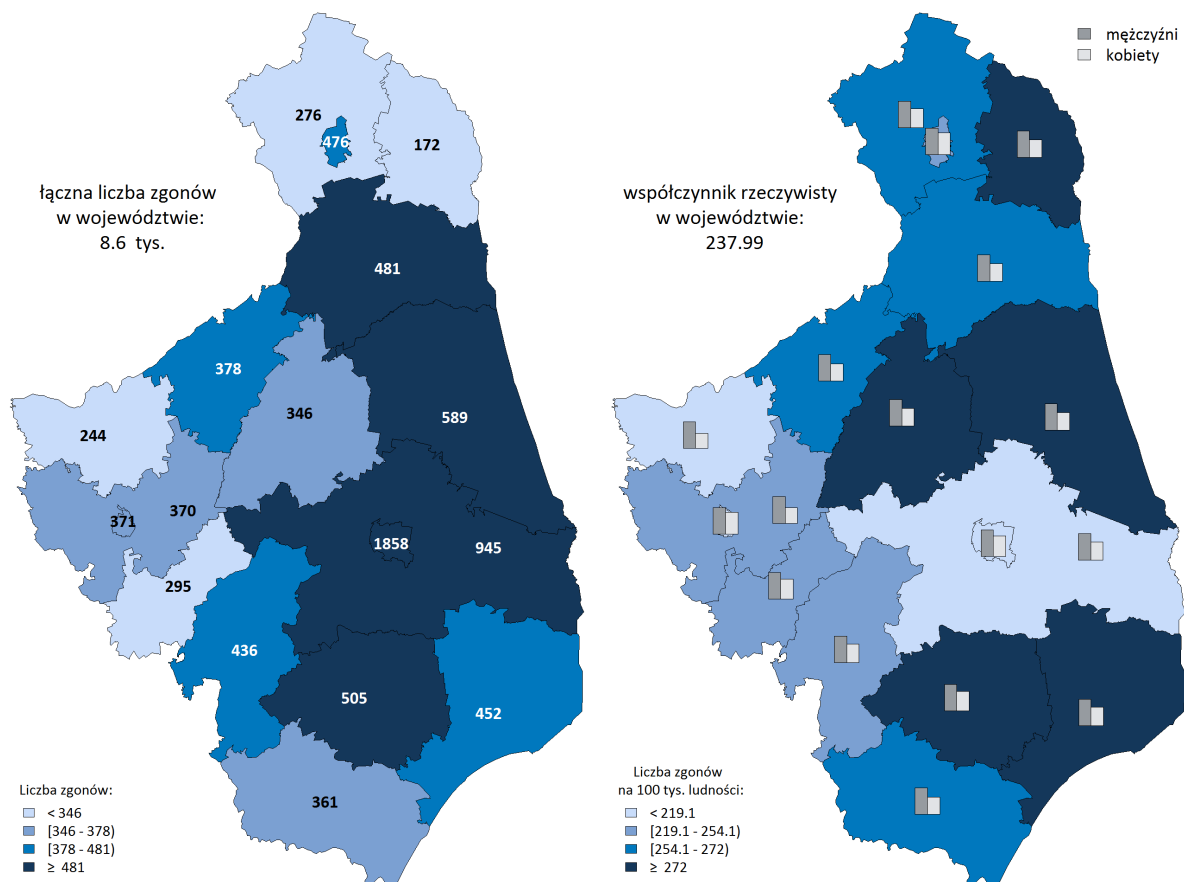 mężczyźni
kobiety
276
476
172
łączna liczba zgonów
w województwie:
8.6 tys.
współczynnik rzeczywisty
w województwie:
237.99
481
378
346
589
244
370
371
1858
945
295
436
505
452
361
Liczba zgonów:
< 346
[346 - 378)
[378 - 481)
≥ 481
Liczba zgonów
na 100 tys. ludności:
< 219.1
[219.1 - 254.1)
[254.1 - 272)
≥ 272